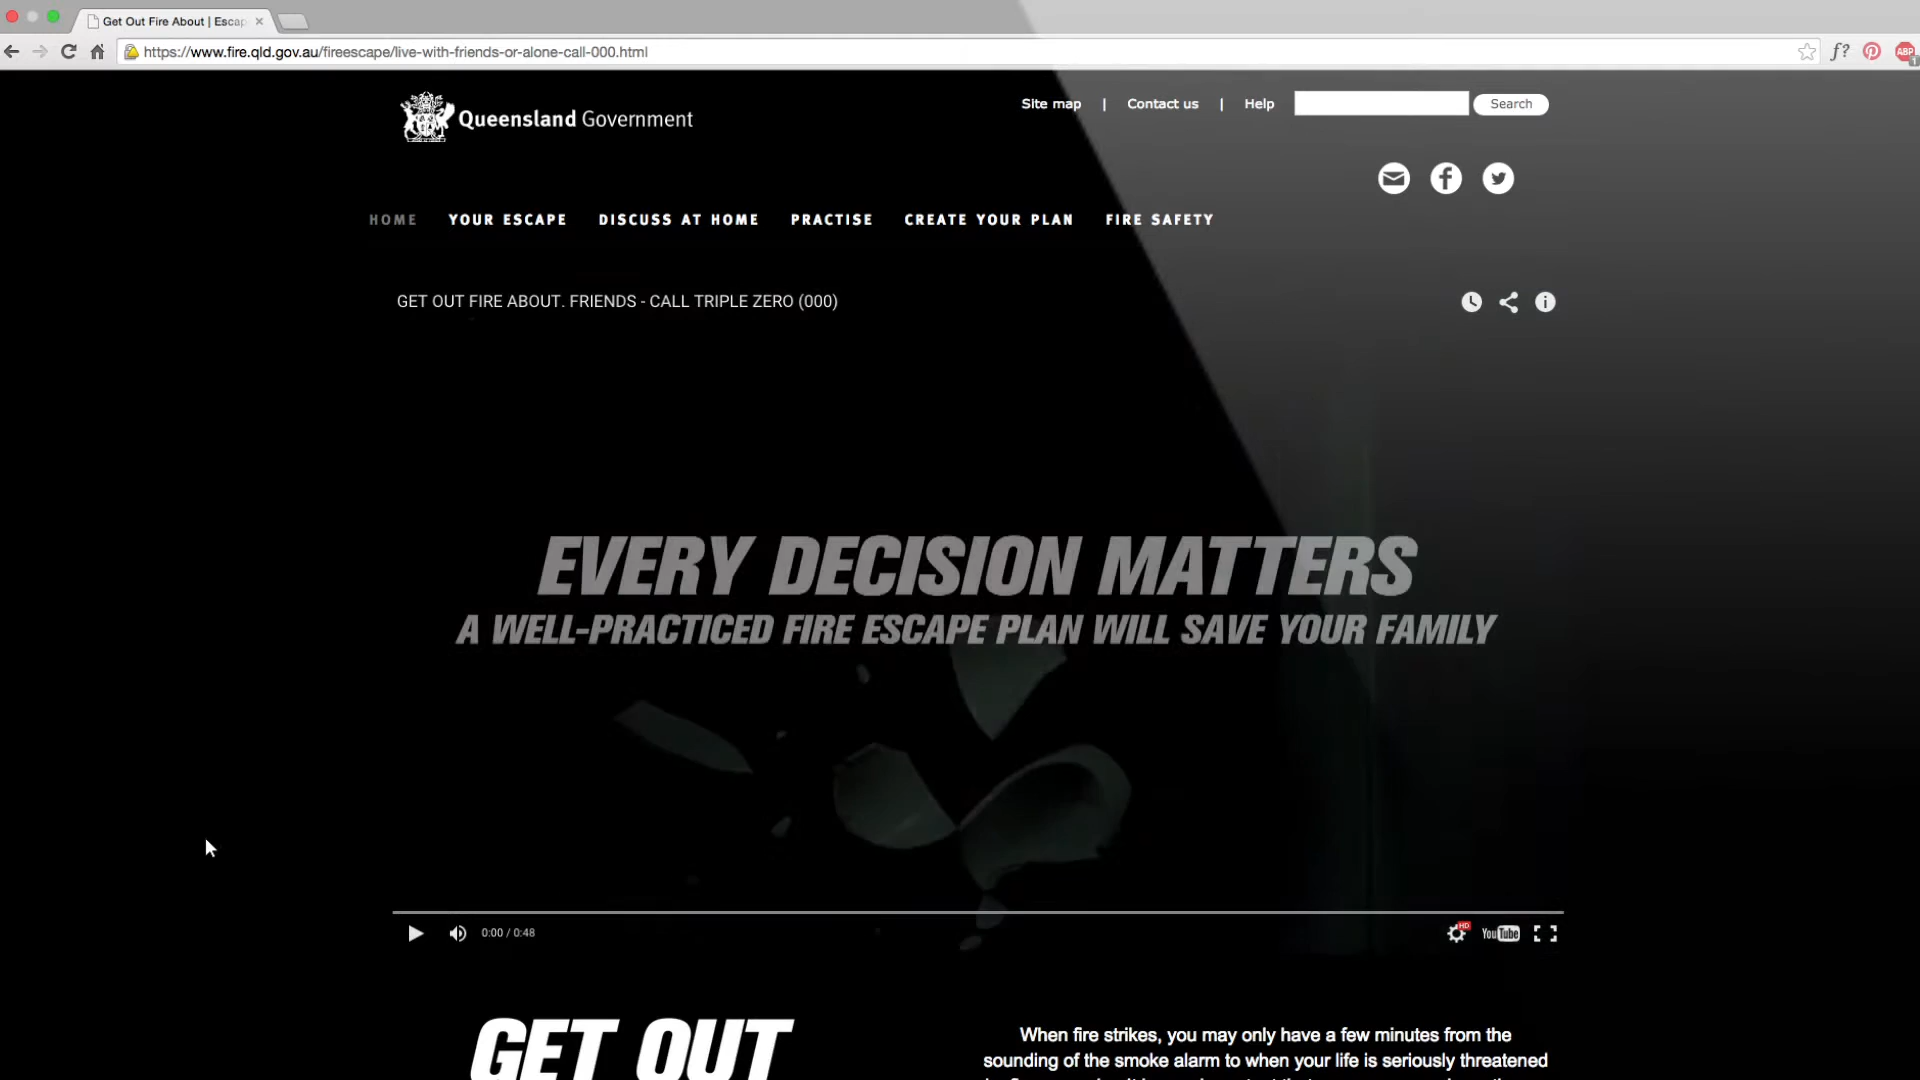 Get Out Fire About | Escap
https://www.fire.qld.gov.au/fireescape/live-with-friends-or-alone-call-000.html
f?
ABP
1
Queensland Government
Site map | Contact us | Help
Search
HOME YOUR ESCAPE DISCUSS AT HOME PRACTISE CREATE YOUR PLAN FIRE SAFETY
GET OUT FIRE ABOUT. FRIENDS - CALL TRIPLE ZERO (000)
EVERY DECISION MATTERS
A WELL-PRACTICED FIRE ESCAPE PLAN WILL SAVE YOUR FAMILY
0:00 / 0:48
HD
YouTube
GET OUT
When fire strikes, you may only have a few minutes from the
sounding of the smoke alarm to when your life is seriously threatened